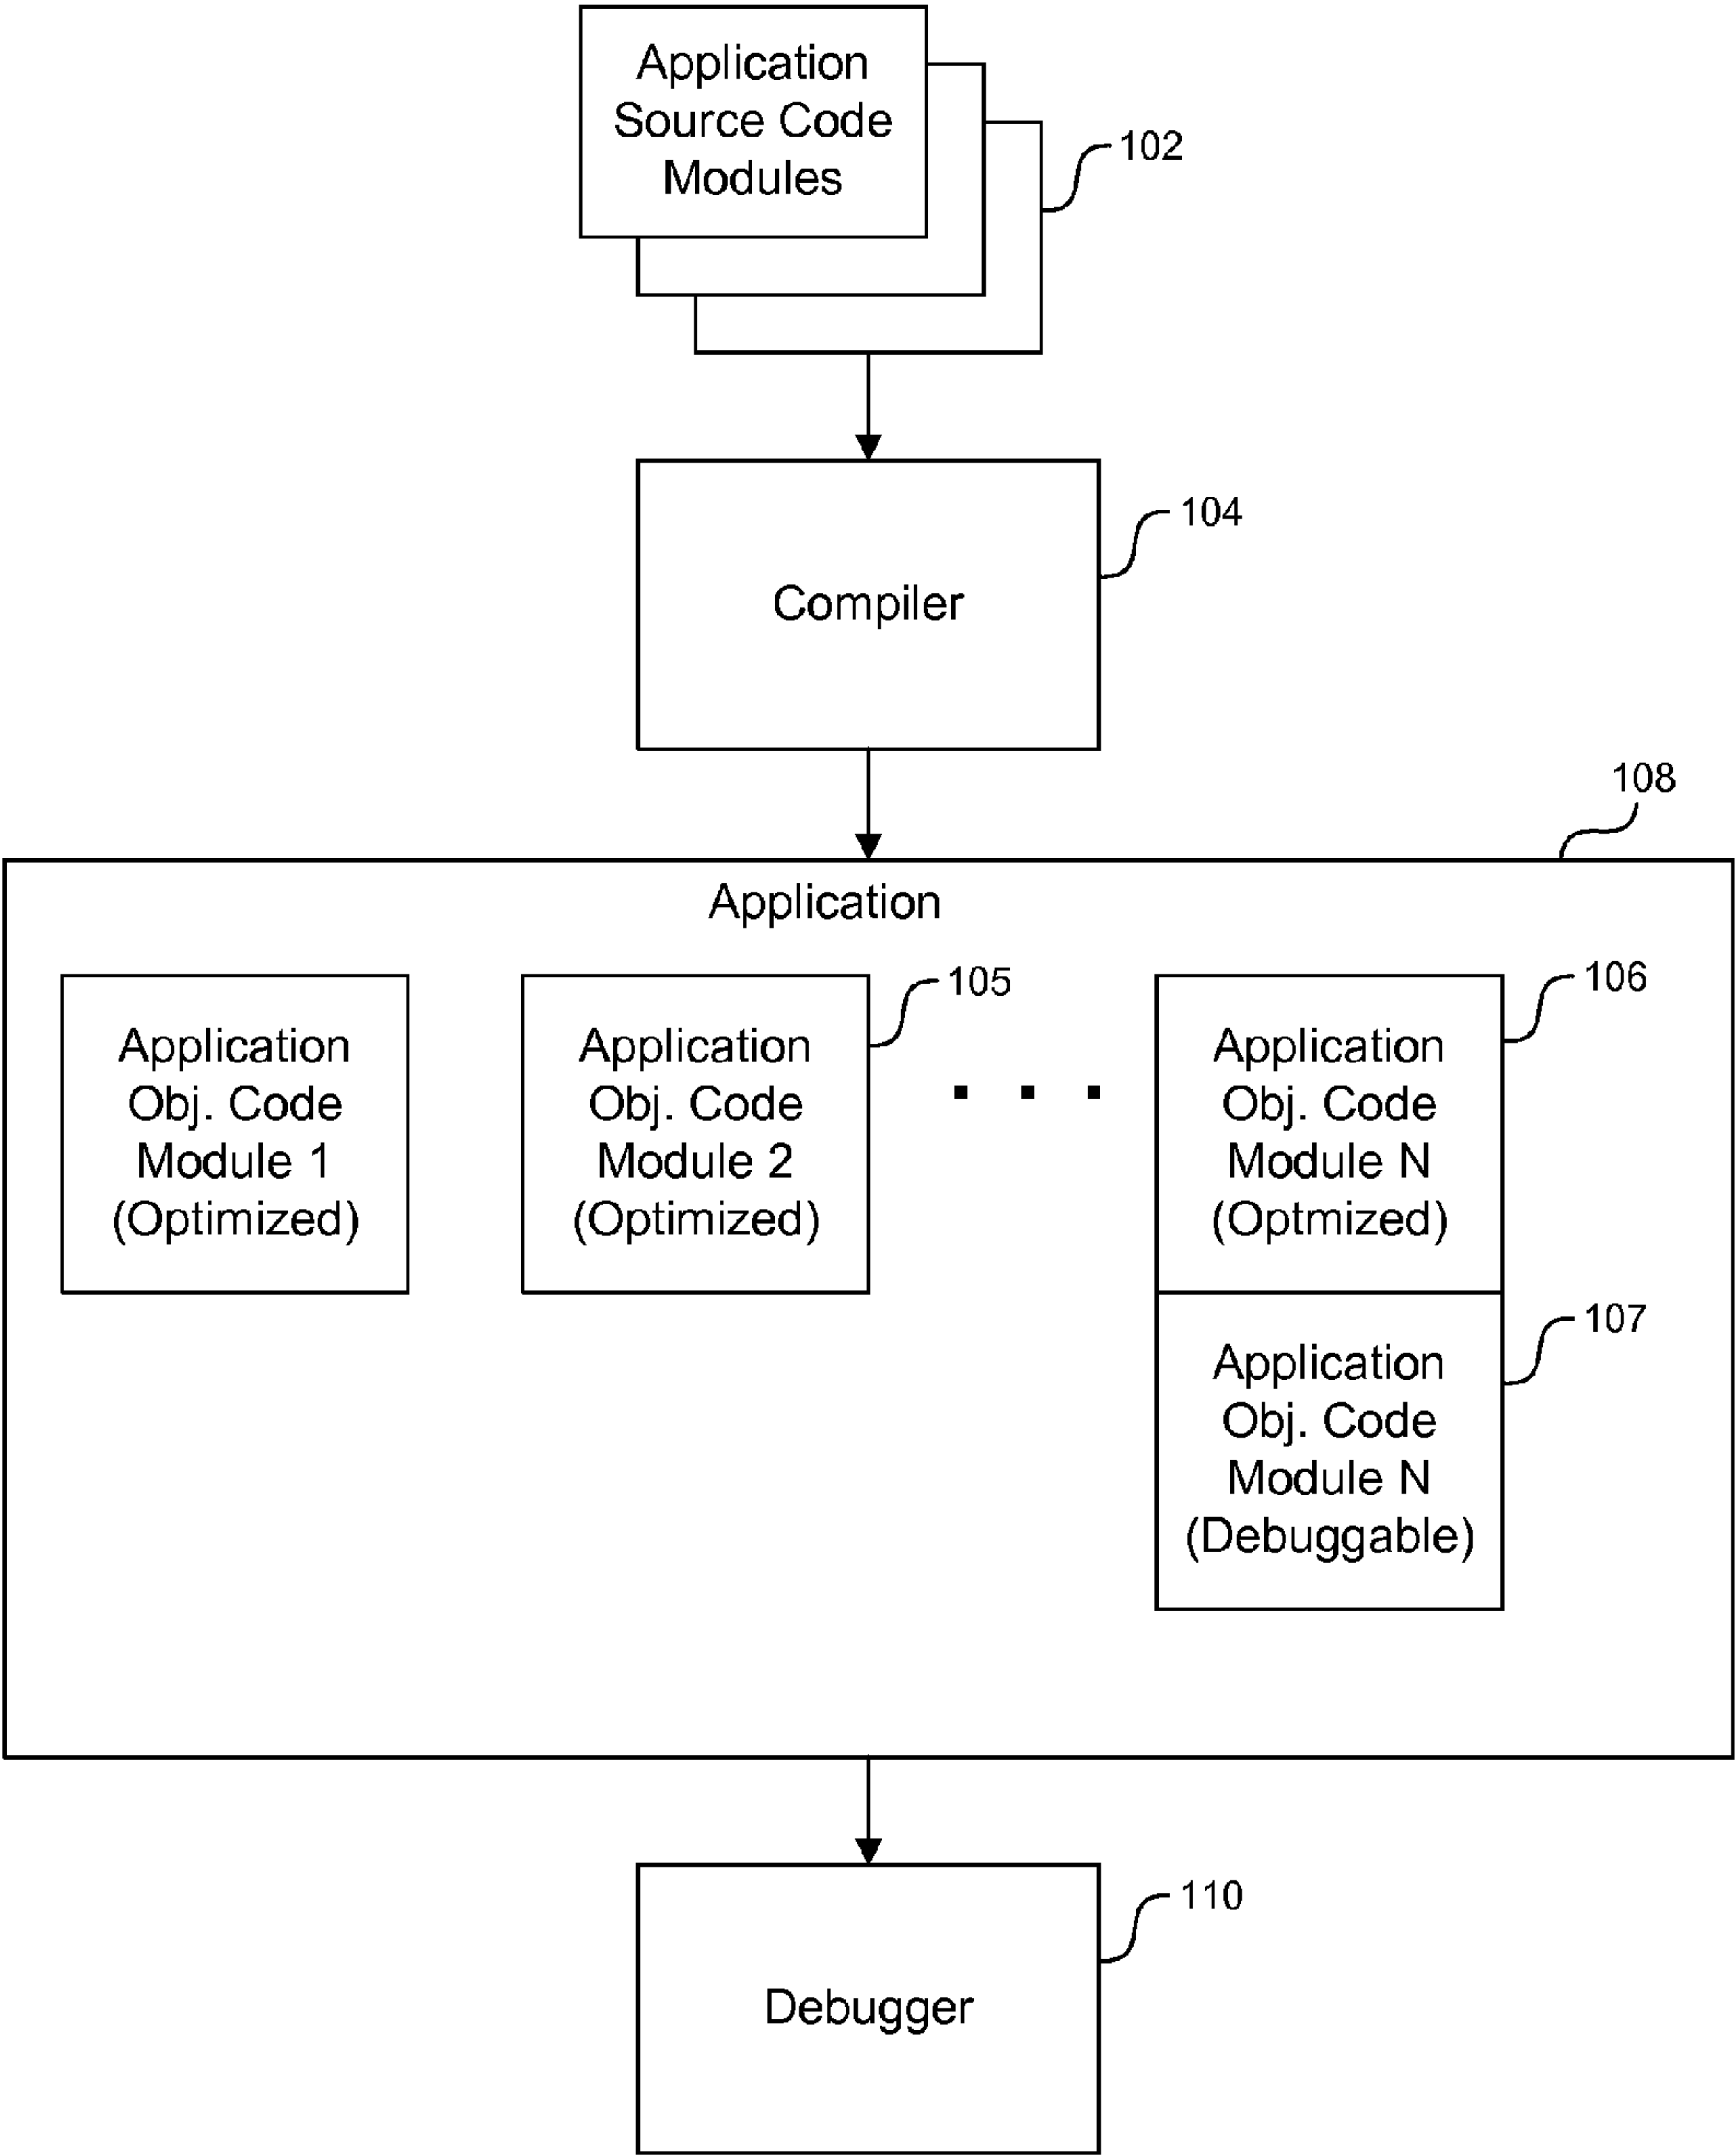 Application
Source Code
Modules
102
104
Compiler
108
Application
105
106
Application
Obj. Code
Module 1
(Optimized)
Application
Obj. Code
Module 2
(Optimized)
Application
Obj. Code
Module N
(Optmized)
107
Application
Obj. Code
Module N
(Debuggable)
110
Debugger